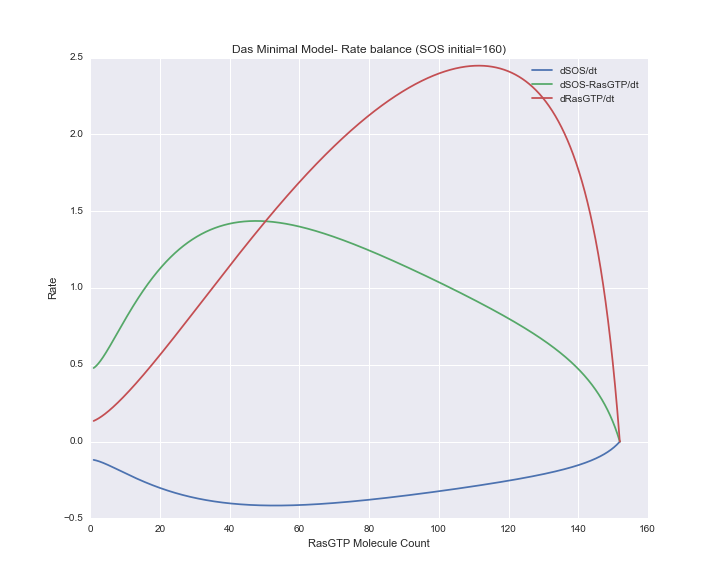 Das Minimal Model- Rate balance (SOS initial=160)
2.5
2.0
1.5
1.0
0.5
0.0
−0.5
Rate
dSOS/dt
dSOS-RasGTP/dt
dRasGTP/dt
0 20 40 60 80 100 120 140 160
RasGTP Molecule Count